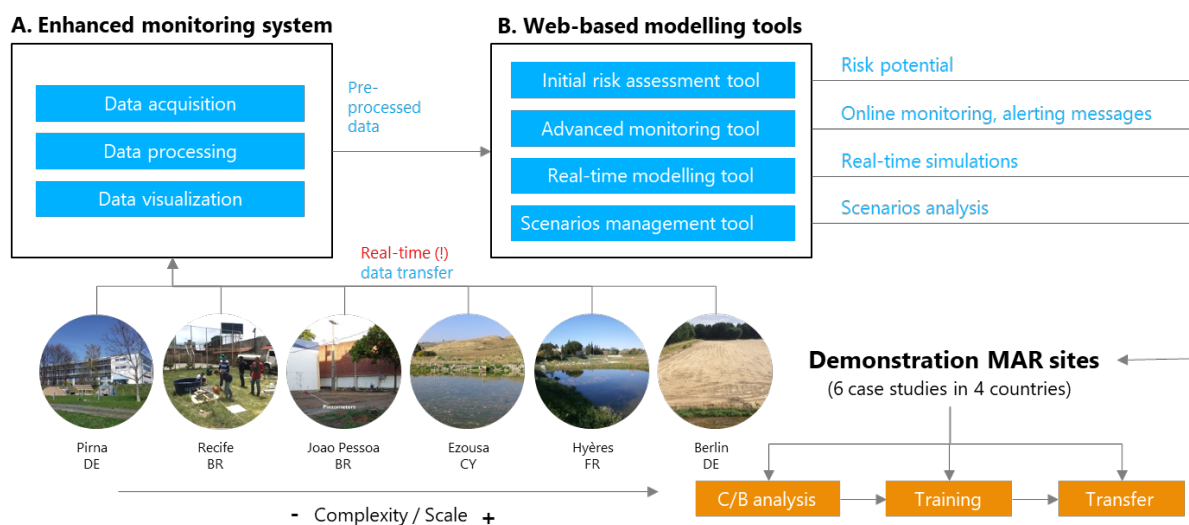 A. Enhanced monitoring system
Data acquisition
Data processing
Data visualization
Pre-
processed
data
B. Web-based modelling tools
Initial risk assessment tool
Advanced monitoring tool
Real-time modelling tool
Scenarios management tool
Risk potential
Online monitoring, alerting messages
Real-time simulations
Scenarios analysis
Real-time (!)
data transfer
Piezometers
Pirna
DE
Recife
BR
Joao Pessoa
BR
Ezousa
CY
Hyères
FR
Berlin
DE
- Complexity / Scale +
Demonstration MAR sites
(6 case studies in 4 countries)
C/B analysis
Training
Transfer